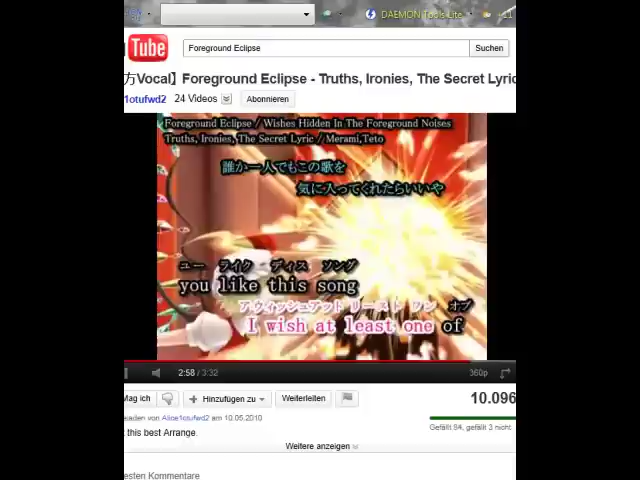 DAEMON Tools Lite
+11
Tube
Foreground Eclipse
Suchen
方Vocal】 Foreground Eclipse - Truths, Ironies, The Secret Lyric
1otufwd2 24 Videos
Abonnieren
Foreground Eclipse / Wishes Hidden In The Foreground Noises
Truths, Ironies, The Secret Lyric / Merami,Teto
誰か一人でもこの歌を
気に入ってくれたらいいや
ユー ライク ディス ソング
you like this song
アウィッシュアット リースト ワン オブ
I wish at least one of
2:58 / 3:32
360p
Mag ich
Hinzufügen zu
Weiterleiten
10.096
aden von Alice1otufwd2 am 10.05.2010
Gefällt 84, gefällt 3 nicht
this best Arrange.
Weitere anzeigen
esten Kommentare